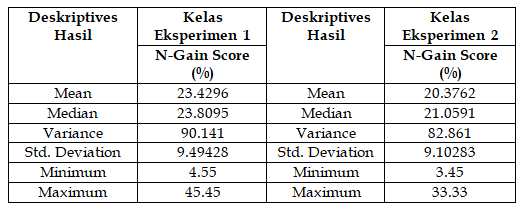 Deskriptives Hasil Kelas Eksperimen 1 Deskriptives Hasil Kelas Eksperimen 2
N-Gain Score (%) N-Gain Score (%)
Mean 23.4296 Mean 20.3762
Median 23.8095 Median 21.0591
Variance 90.141 Variance 82.861
Std. Deviation 9.49428 Std. Deviation 9.10283
Minimum 4.55 Minimum 3.45
Maximum 45.45 Maximum 33.33